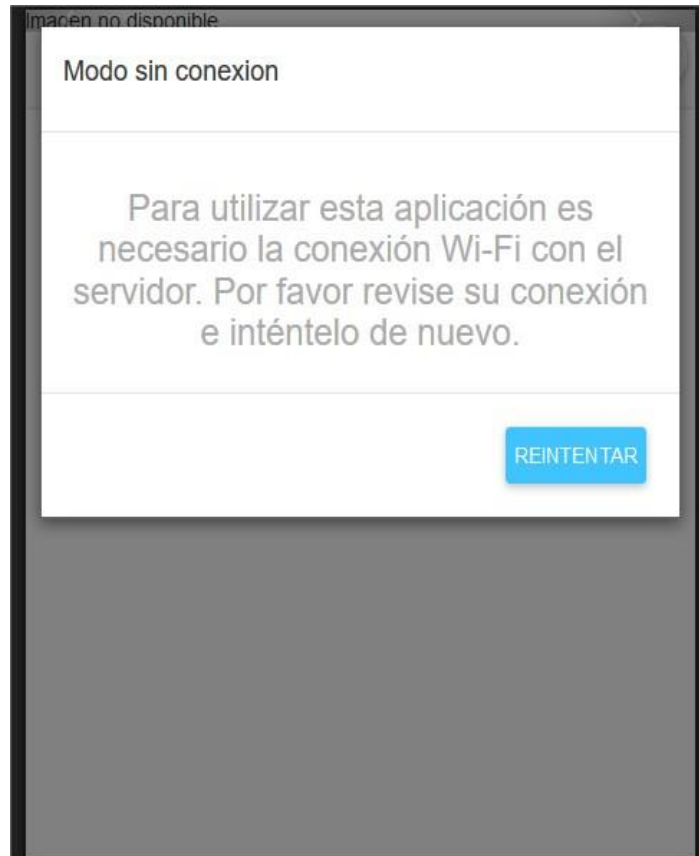 Imagen no disponible
Modo sin conexion
Para utilizar esta aplicación es
necesario la conexión Wi-Fi con el
servidor. Por favor revise su conexión
e inténtelo de nuevo.
REINTENTAR